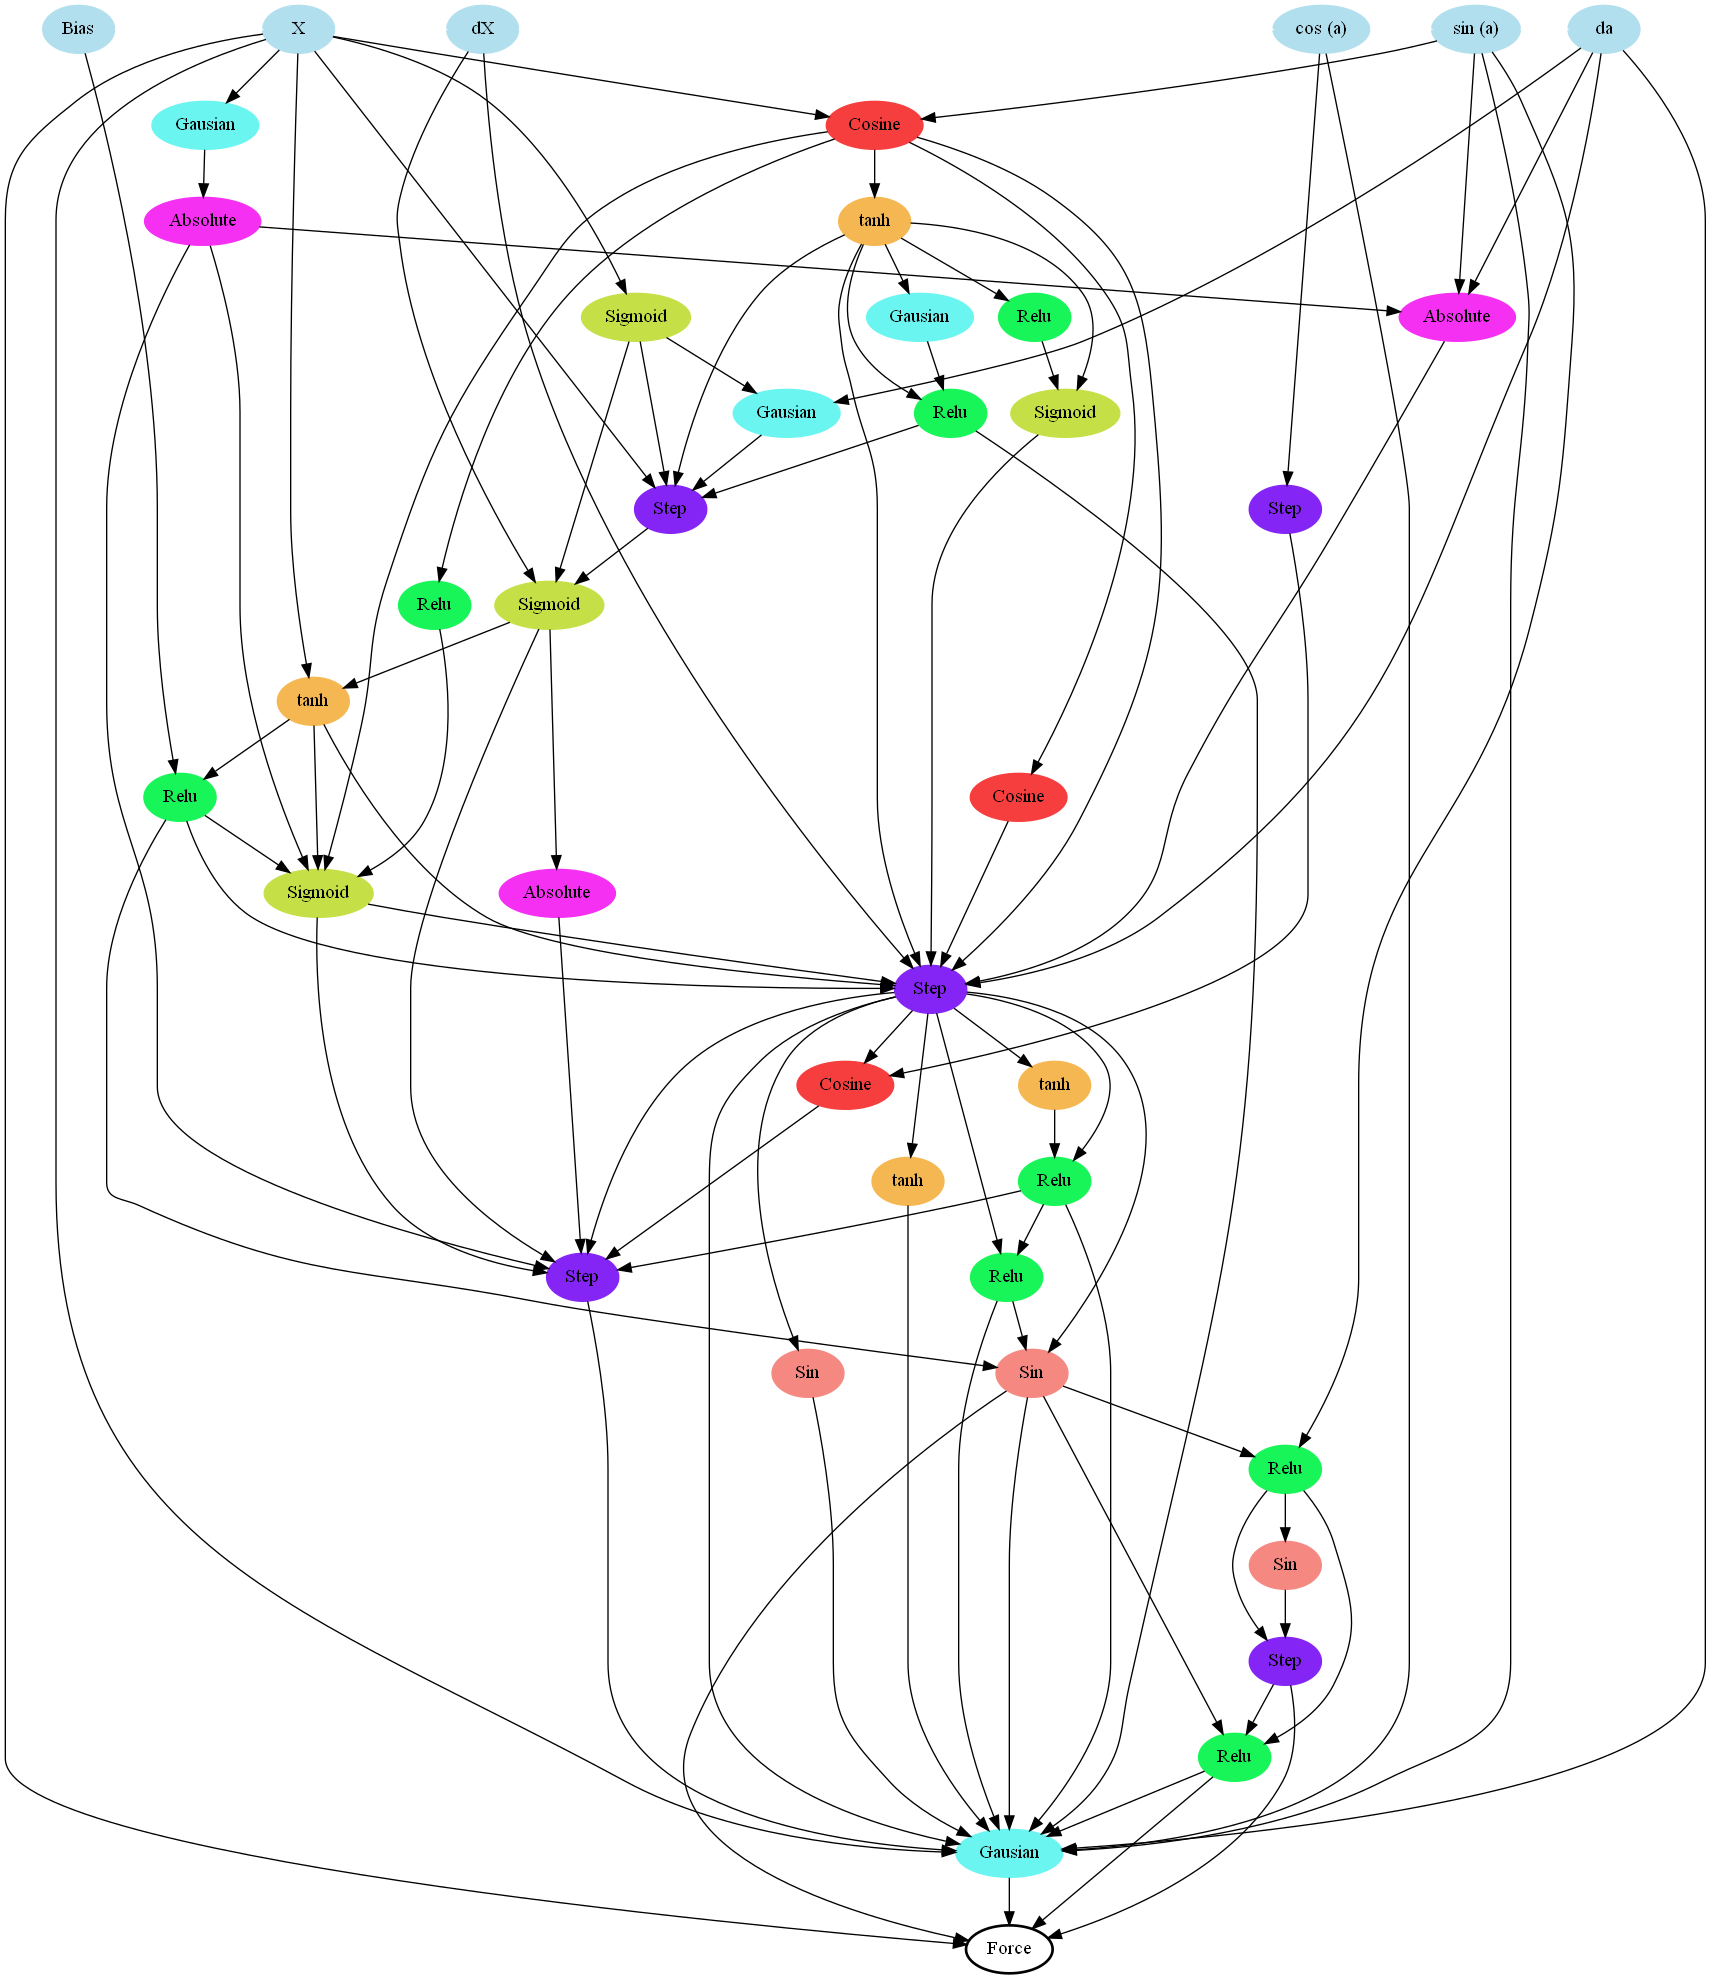 Bias
X
dX
cos (a)
sin (a)
da
Gausian
Cosine
Absolute
tanh
Sigmoid
Gausian
Relu
Absolute
Gausian
Relu
Sigmoid
Step
Step
Relu
Sigmoid
tanh
Relu
Cosine
Sigmoid
Absolute
Step
Cosine
tanh
tanh
Relu
Step
Relu
Sin
Sin
Relu
Sin
Step
Relu
Gausian
Force